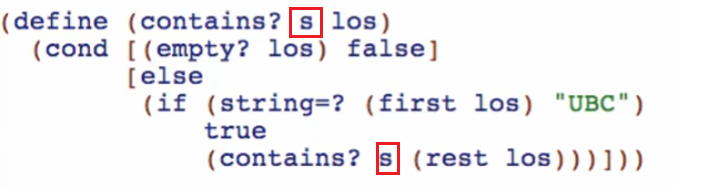 (define (contains? s los)
(cond [(empty? los) false]
[else
(if (string=? (first los) "UBC")
true
(contains? s (rest los)))]))